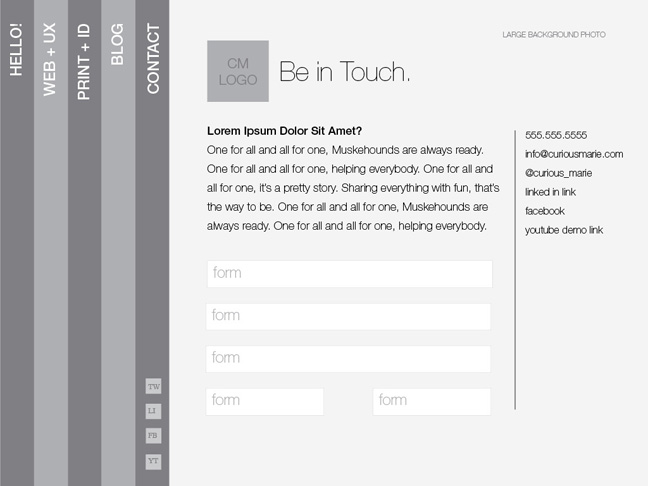 HELLO!
WEB + UX
PRINT + ID
BLOG
CONTACT
TW
LI
FB
YT
LARGE BACKGROUND PHOTO
CM
LOGO
Be in Touch.
Lorem Ipsum Dolor Sit Amet?
One for all and all for one, Muskehounds are always ready.
One for all and all for one, helping everybody. One for all and
all for one, it's a pretty story. Sharing everything with fun, that's
the way to be. One for all and all for one, Muskehounds are
always ready. One for all and all for one, helping everybody.
form
form
form
form
form
555.555.5555
info@curiousmarie.com
@curious_marie
linked in link
facebook
youtube demo link